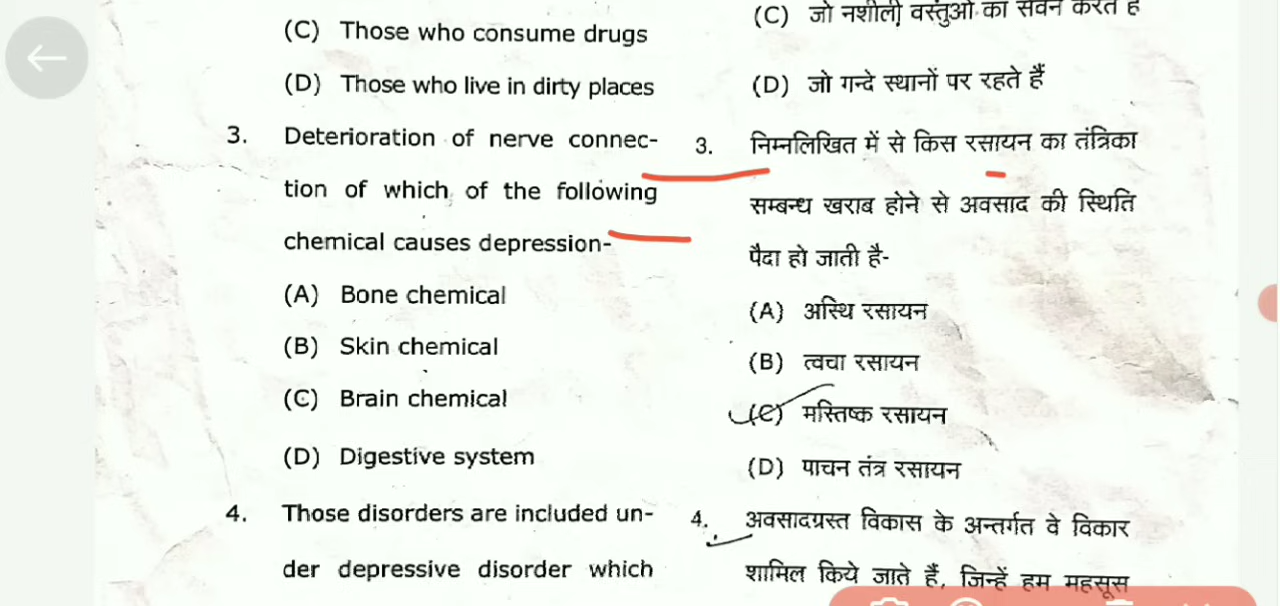 (C) Those who consume drugs
(D) Those who live in dirty places
3. Deterioration of nerve connec-
tion of which of the following
chemical causes depression-
(A) Bone chemical
(B) Skin chemical
(C) Brain chemical
(D) Digestive system
4. Those disorders are included un-
der depressive disorder which
(C) जो नशीली वस्तुओं का सेवन करते हैं
(D) जो गन्दे स्थानों पर रहते हैं
3. निम्नलिखित में से किस रसायन का तंत्रिका
सम्बन्ध खराब होने से अवसाद की स्थिति
पैदा हो जाती है-
(A) अस्थि रसायन
(B) त्वचा रसायन
(C) मस्तिष्क रसायन
(D) पाचन तंत्र रसायन
4. अवसादग्रस्त विकास के अन्तर्गत वे विकार
शामिल किये जाते हैं, जिन्हें हम महसूस